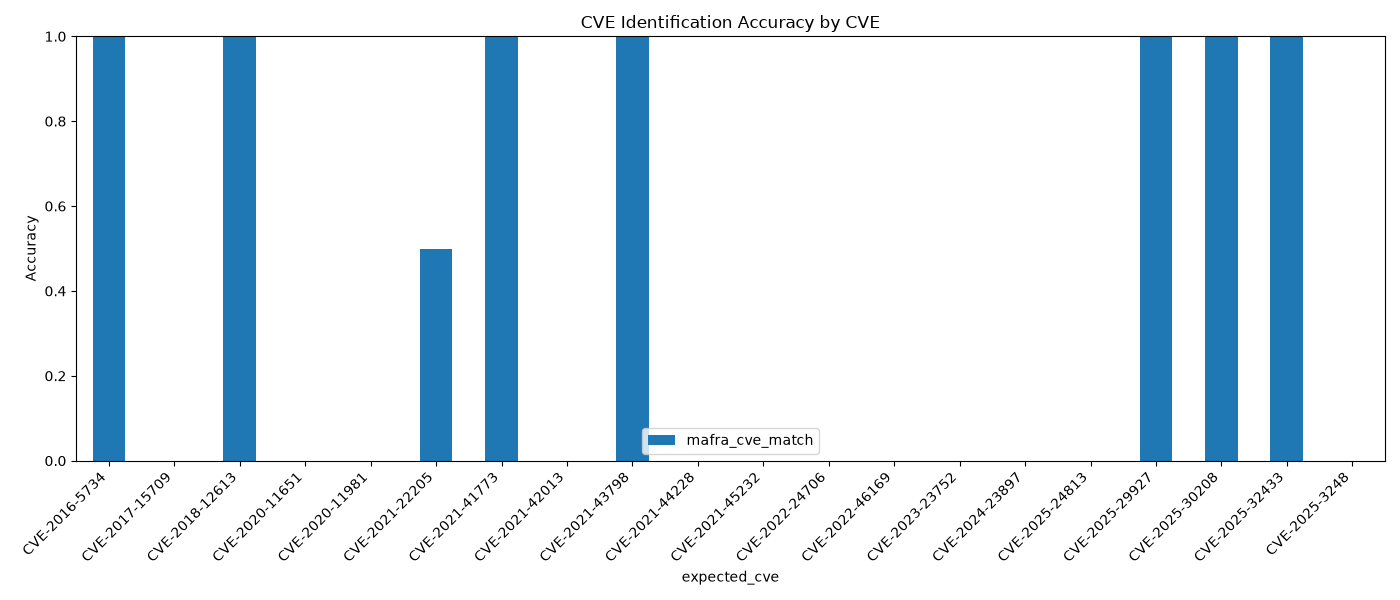 CVE Identification Accuracy by CVE
1.0
0.8
0.6
0.4
0.2
0.0
Accuracy
mafra_cve_match
CVE-2016-5734
CVE-2017-15709
CVE-2018-12613
CVE-2020-11651
CVE-2020-11981
CVE-2021-22205
CVE-2021-41773
CVE-2021-42013
CVE-2021-43798
CVE-2021-44228
CVE-2021-45232
CVE-2022-24706
CVE-2022-46169
CVE-2023-23752
CVE-2024-23897
CVE-2025-24813
CVE-2025-29927
CVE-2025-30208
CVE-2025-32433
CVE-2025-3248
expected_cve